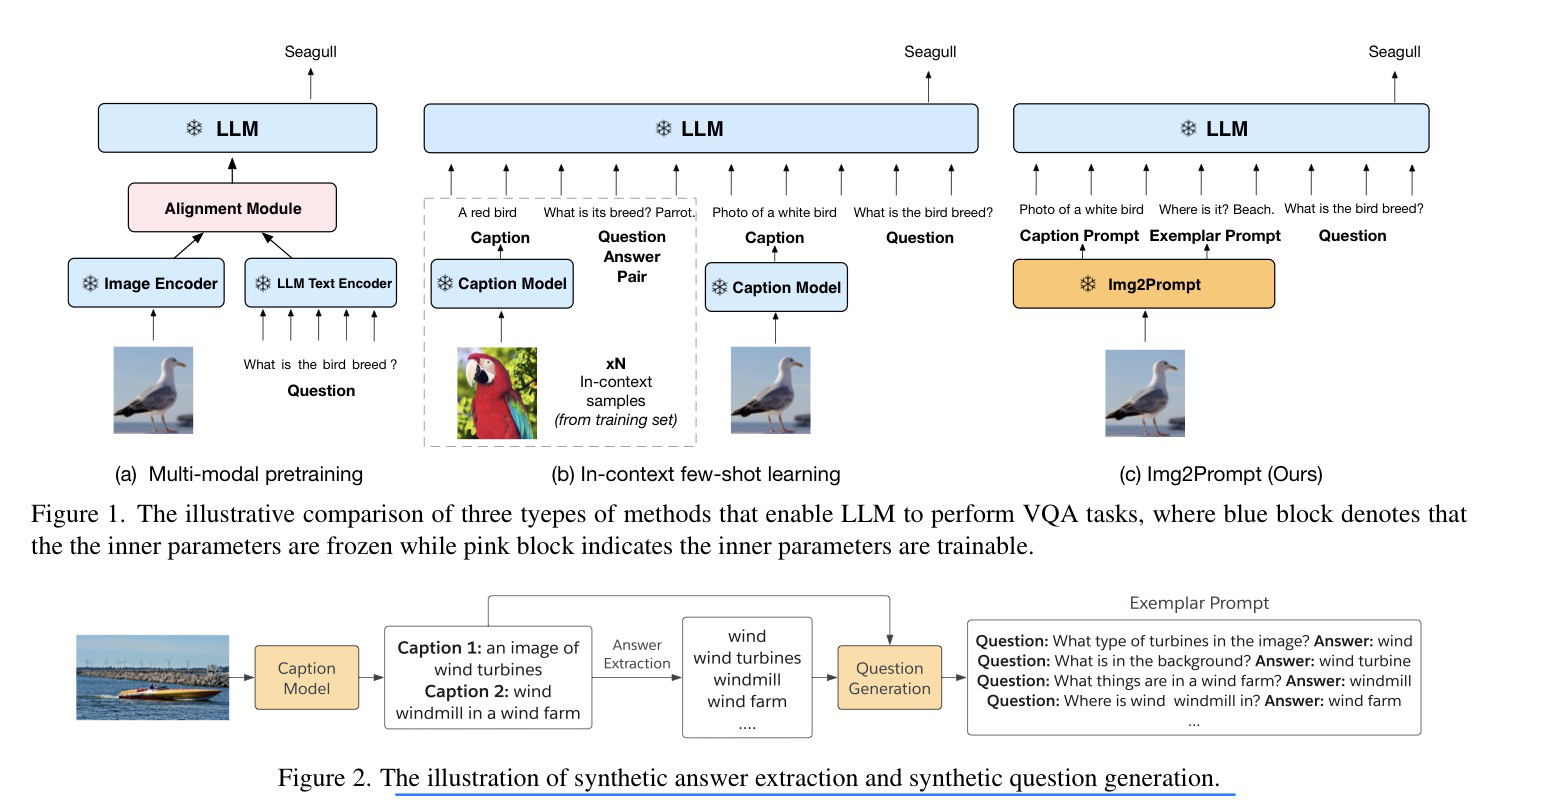 Seagull
LLM
Alignment Module
Image Encoder
LLM Text Encoder
What is the bird breed ?
Question
(a) Multi-modal pretraining
Seagull
LLM
A red bird
What is its breed? Parrot.
Photo of a white bird
What is the bird breed?
Caption
Question
Answer
Pair
Caption
Question
Caption Model
Caption Model
xN
In-context
samples
(from training set)
(b) In-context few-shot learning
Seagull
LLM
Photo of a white bird
Where is it? Beach.
What is the bird breed?
Caption Prompt
Exemplar Prompt
Question
Img2Prompt
(c) Img2Prompt (Ours)
Figure 1. The illustrative comparison of three tyepes of methods that enable LLM to perform VQA tasks, where blue block denotes that
the the inner parameters are frozen while pink block indicates the inner parameters are trainable.
Caption
Model
Caption 1: an image of
wind turbines
Caption 2: wind
windmill in a wind farm
Answer
Extraction
wind
wind turbines
windmill
wind farm
....
Question
Generation
Exemplar Prompt
Question: What type of turbines in the image? Answer: wind
Question: What is in the background? Answer: wind turbine
Question: What things are in a wind farm? Answer: windmill
Question: Where is wind windmill in? Answer: wind farm
...
Figure 2. The illustration of synthetic answer extraction and synthetic question generation.